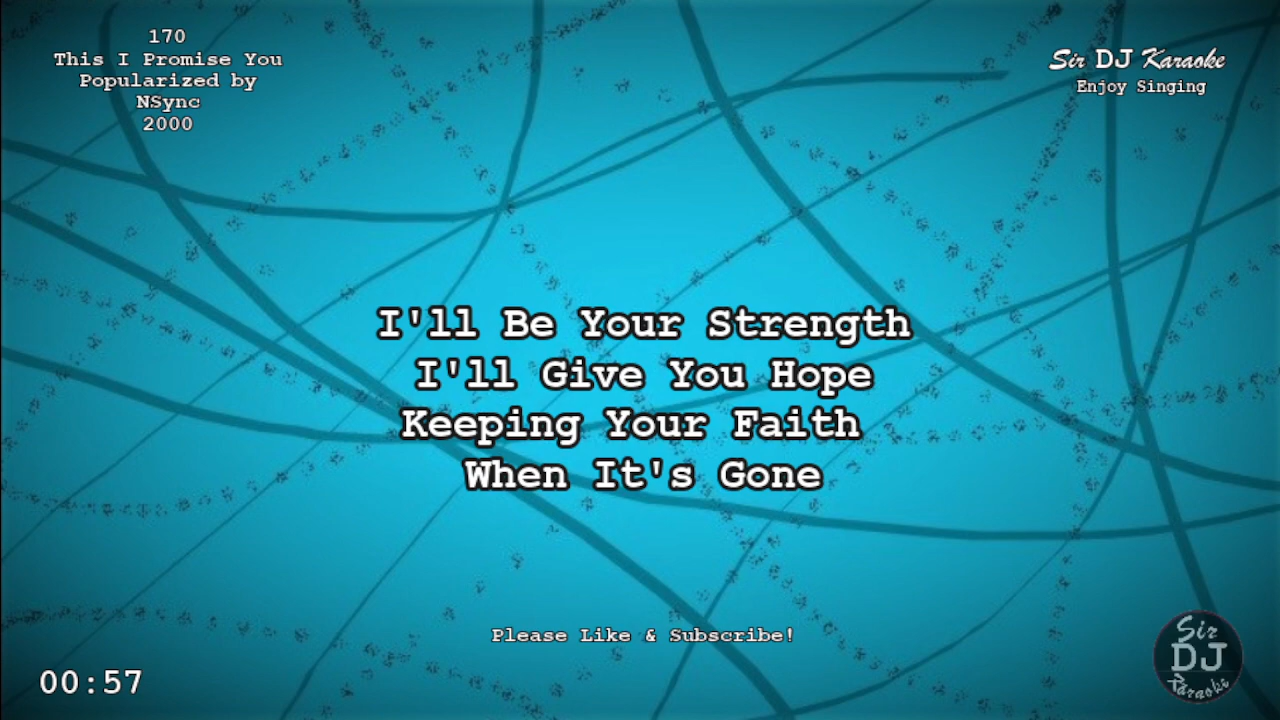 170
This I Promise You
Popularized by
NSync
2000
Sir DJ Karaoke
Enjoy Singing
I'll Be Your Strength
I'll Give You Hope
Keeping Your Faith
When It's Gone
Please Like & Subscribe!
00:57
Sir
DJ
Karaoke